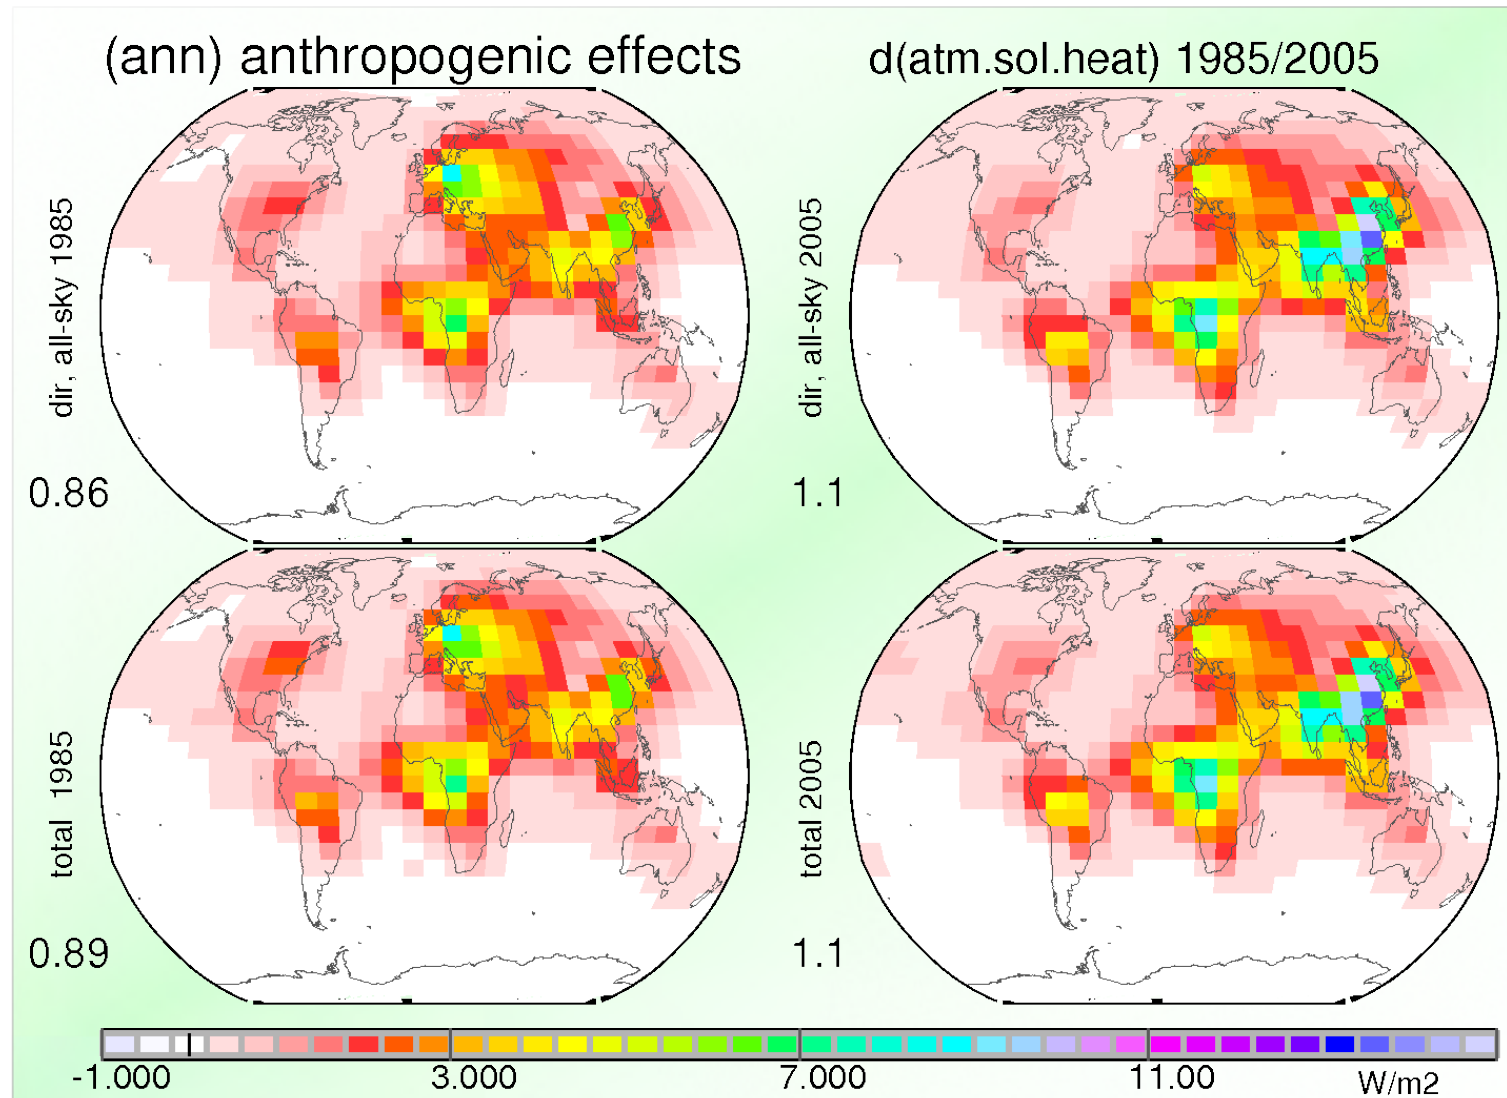 (ann) anthropogenic effects
d(atm.sol.heat) 1985/2005
dir, all-sky 1985
0.86
dir, all-sky 2005
1.1
total 1985
0.89
total 2005
1.1
-1.000 3.000 7.000 11.00 W/m2